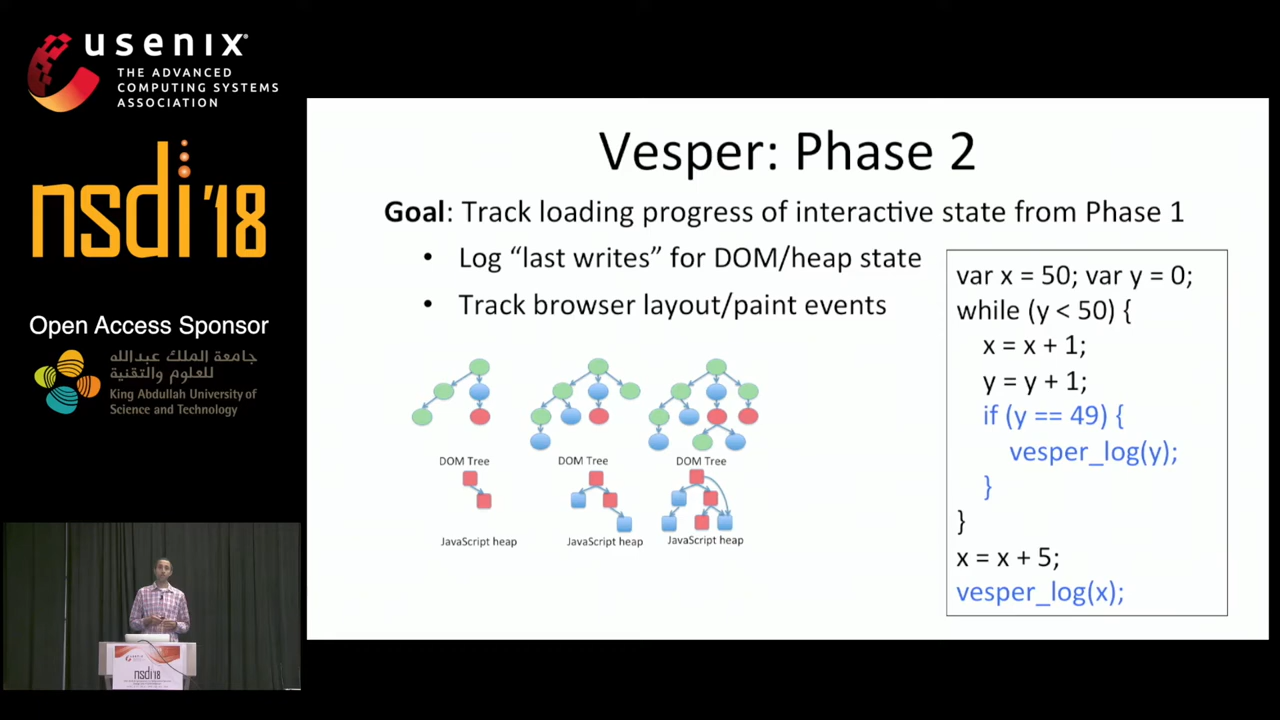 usenix
THE ADVANCED
COMPUTING SYSTEMS
ASSOCIATION
nsdi '18
Open Access Sponsor
جامعة الملك عبدالله
للعلوم والتقنية
King Abdullah University of
Science and Technology
Vesper: Phase 2
Goal: Track loading progress of interactive state from Phase 1
• Log “last writes” for DOM/heap state
• Track browser layout/paint events
DOM Tree
DOM Tree
DOM Tree
JavaScript heap
JavaScript heap
JavaScript heap
var x = 50; var y = 0;
while (y < 50) {
x = x + 1;
y = y + 1;
if (y == 49) {
vesper_log(y);
}
}
x = x + 5;
vesper_log(x);
usenix
nsdi '18